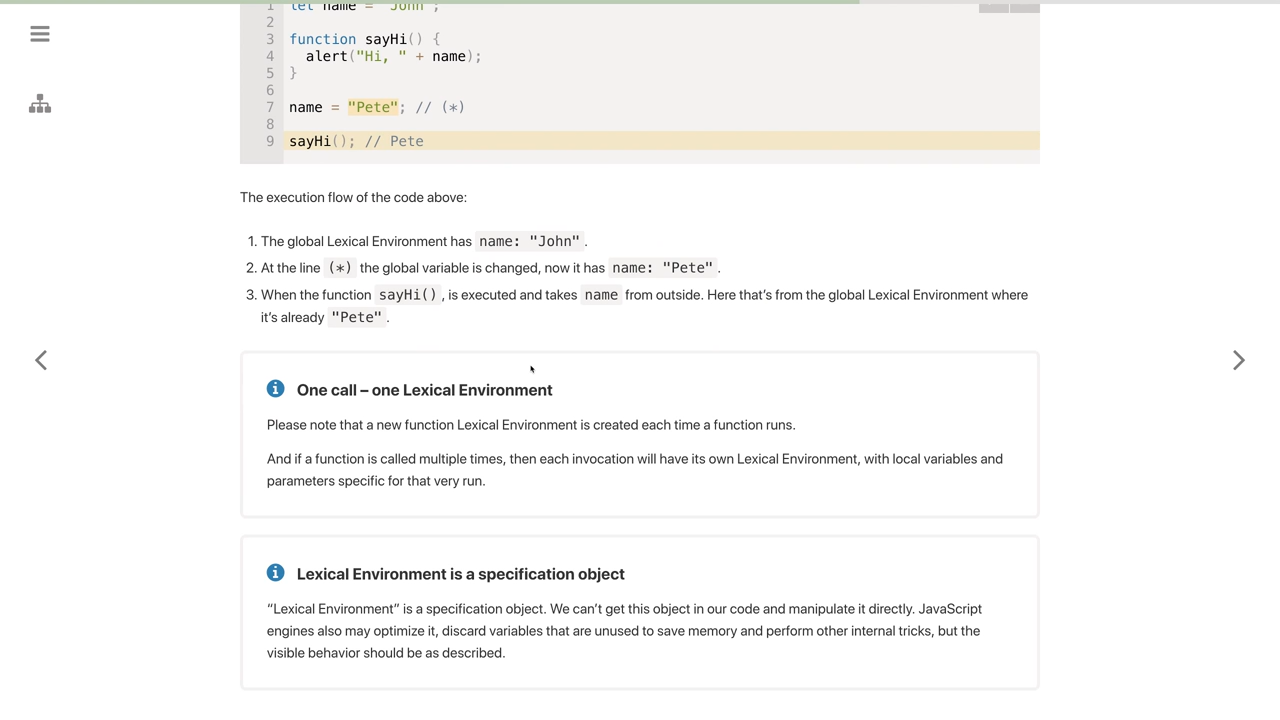 1 let name = "John";
2
3 function sayHi() {
4 alert("Hi, " + name);
5 }
6
7 name = "Pete"; // (*)
8
9 sayHi(); // Pete
The execution flow of the code above:
1. The global Lexical Environment has name: "John".
2. At the line (*) the global variable is changed, now it has name: "Pete".
3. When the function sayHi(), is executed and takes name from outside. Here that’s from the global Lexical Environment where
it’s already "Pete".
One call – one Lexical Environment
Please note that a new function Lexical Environment is created each time a function runs.
And if a function is called multiple times, then each invocation will have its own Lexical Environment, with local variables and
parameters specific for that very run.
Lexical Environment is a specification object
“Lexical Environment” is a specification object. We can’t get this object in our code and manipulate it directly. JavaScript
engines also may optimize it, discard variables that are unused to save memory and perform other internal tricks, but the
visible behavior should be as described.